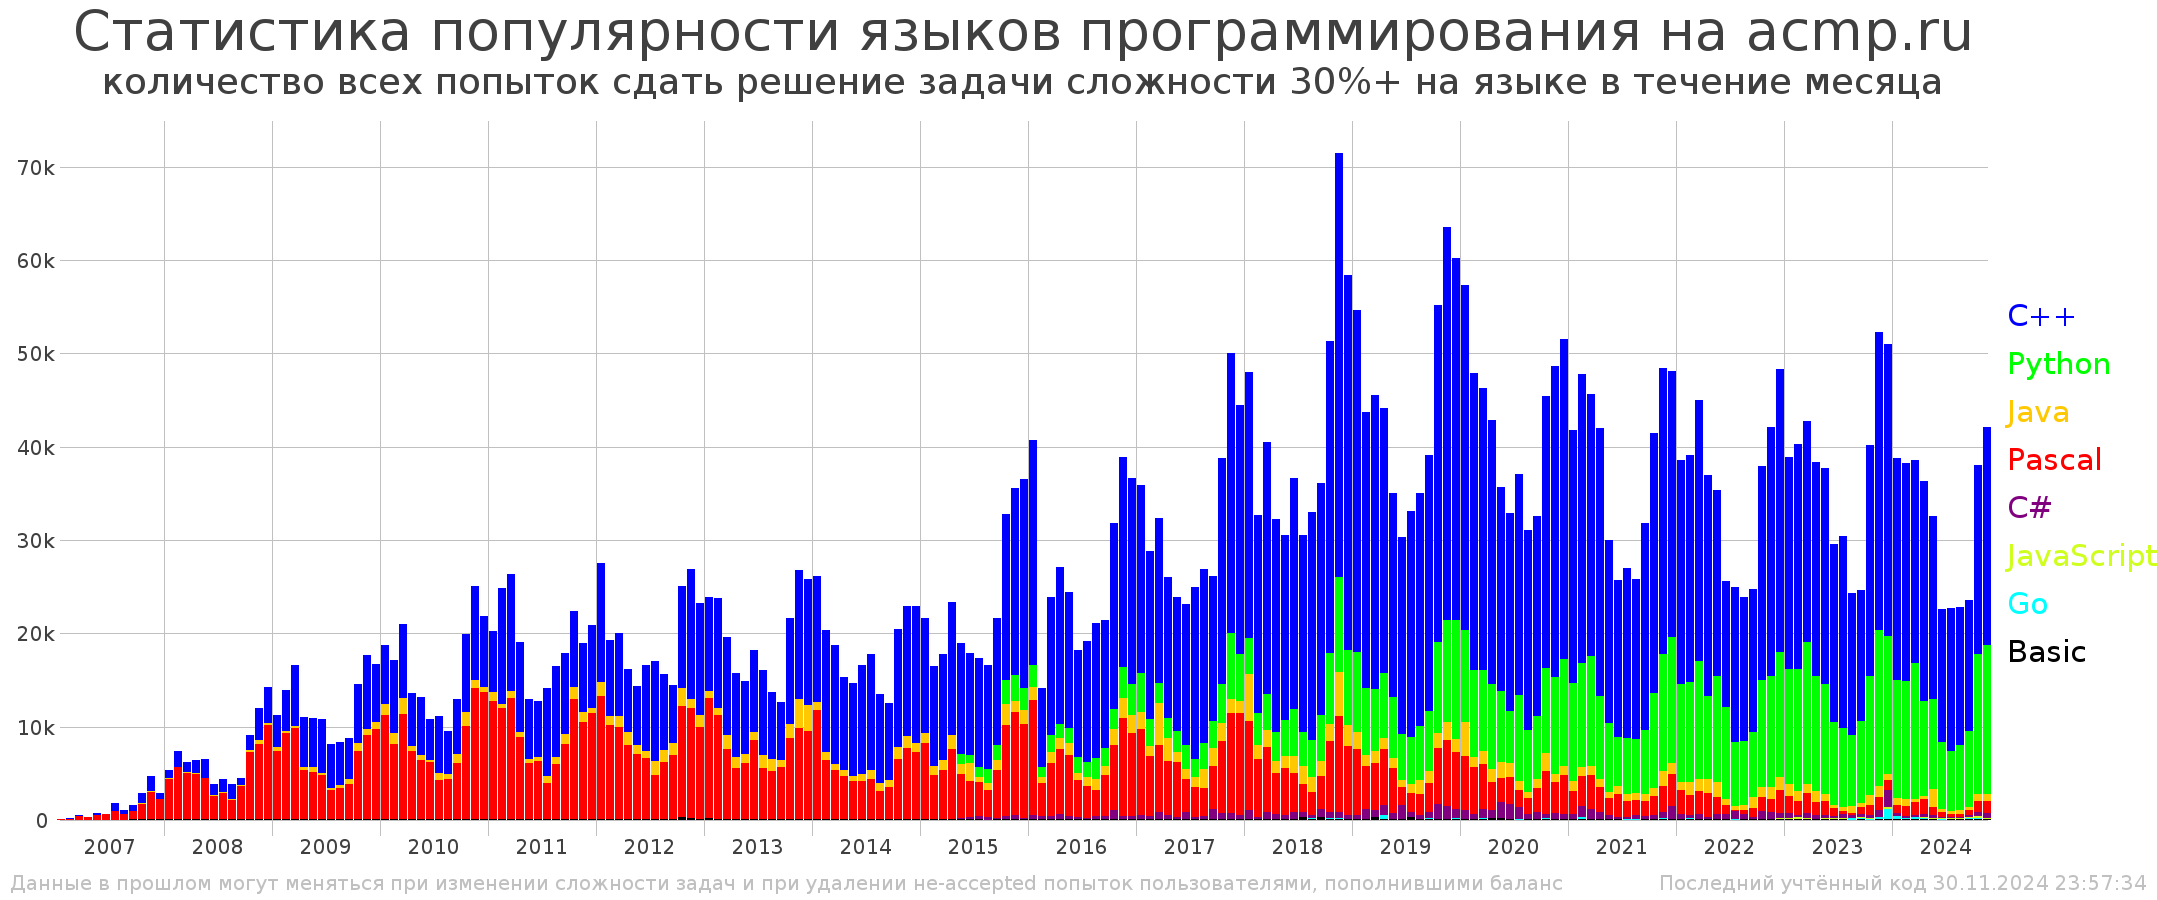 Статистика популярности языков программирования на acmp.ru
количество всех попыток сдать решение задачи сложности 30%+ на языке в течение месяца
70k
60k
50k
40k
30k
20k
10k
0
C++
Python
Java
Pascal
C#
JavaScript
Go
Basic
2007 2008 2009 2010 2011 2012 2013 2014 2015 2016 2017 2018 2019 2020 2021 2022 2023 2024
Данные в прошлом могут меняться при изменении сложности задач и при удалении не-accepted попыток пользователями, пополнившими баланс
Последний учтённый код 30.11.2024 23:57:34